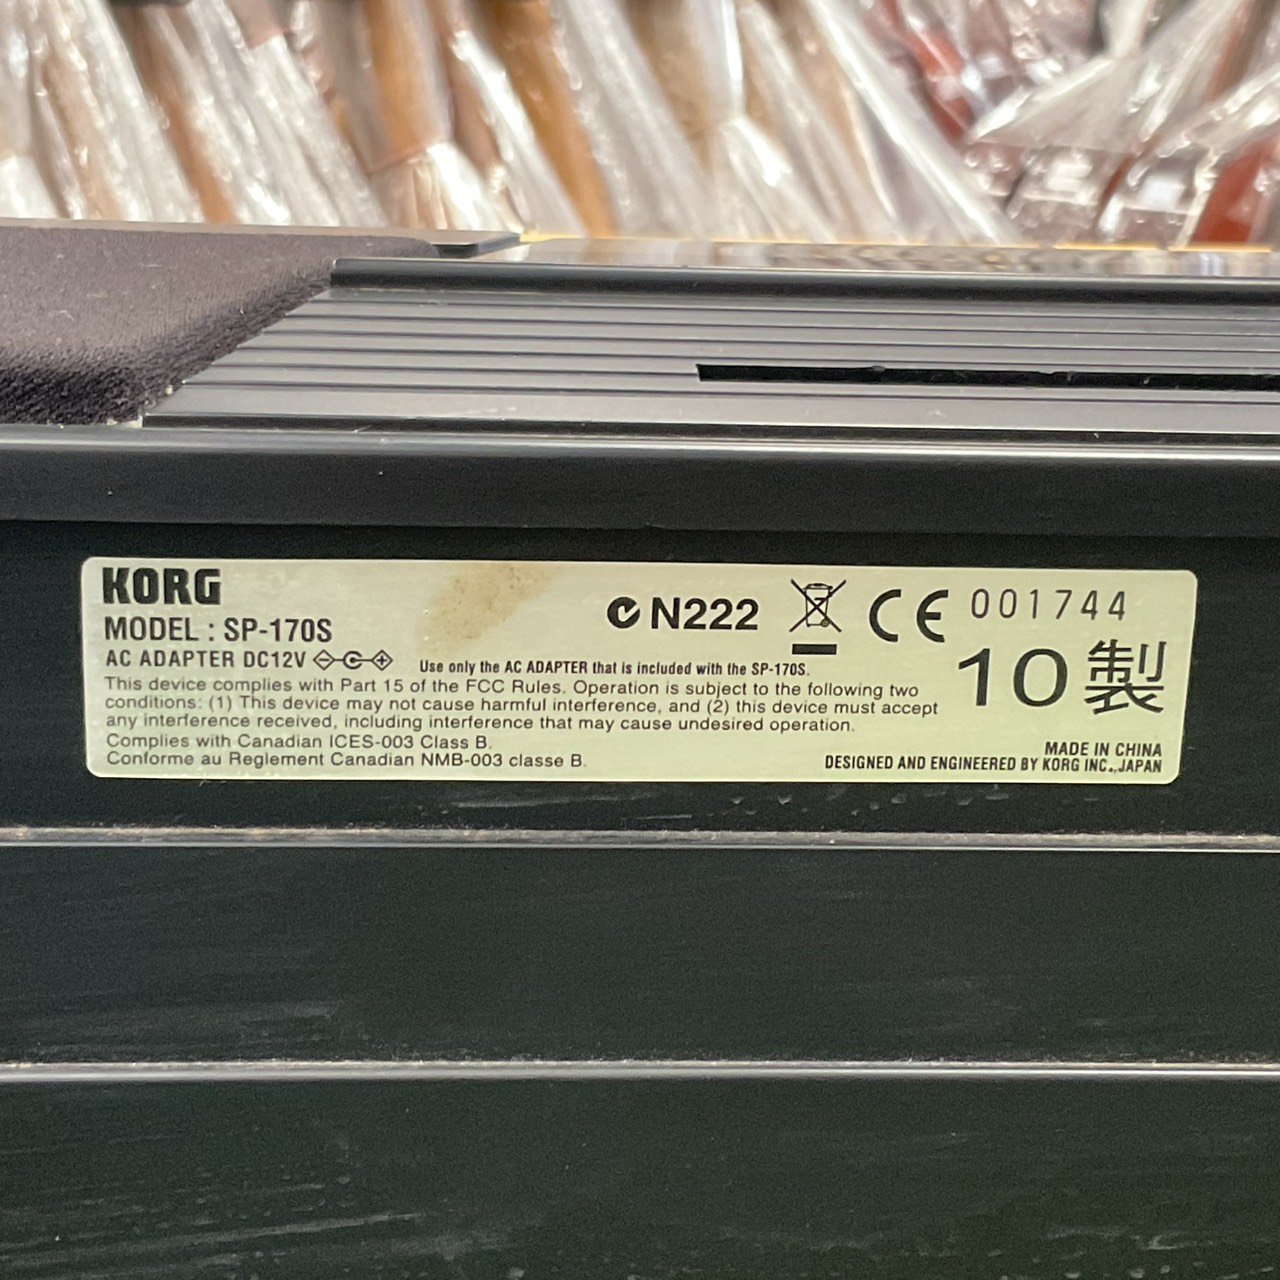 KORG
MODEL : SP-170S
AC ADAPTER DC12V
Use only the AC ADAPTER that is included with the SP-170S.
This device complies with Part 15 of the FCC Rules. Operation is subject to the following two
conditions: (1) This device may not cause harmful interference, and (2) this device must accept
any interference received, including interference that may cause undesired operation.
Complies with Canadian ICES-003 Class B.
Conforme au Reglement Canadian NMB-003 classe B.
N222
CE
001744
10製
MADE IN CHINA
DESIGNED AND ENGINEERED BY KORG INC.,JAPAN